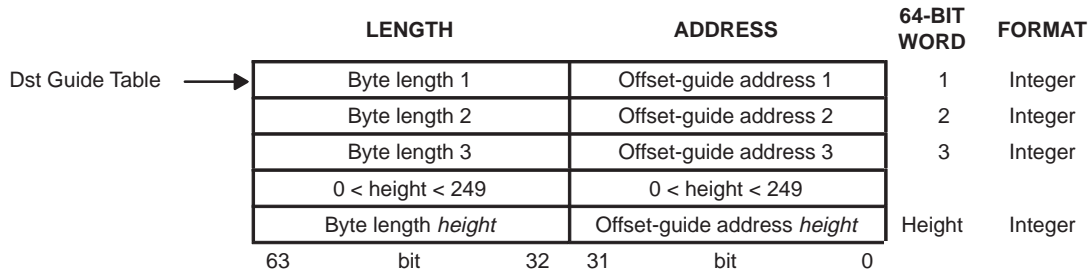 LENGTH ADDRESS 64-BIT WORD FORMAT
Dst Guide Table Byte length 1 Offset-guide address 1 1 Integer
Byte length 2 Offset-guide address 2 2 Integer
Byte length 3 Offset-guide address 3 3 Integer
0 < height < 249 0 < height < 249
Byte length height Offset-guide address height Height Integer
63 bit 32 31 bit 0